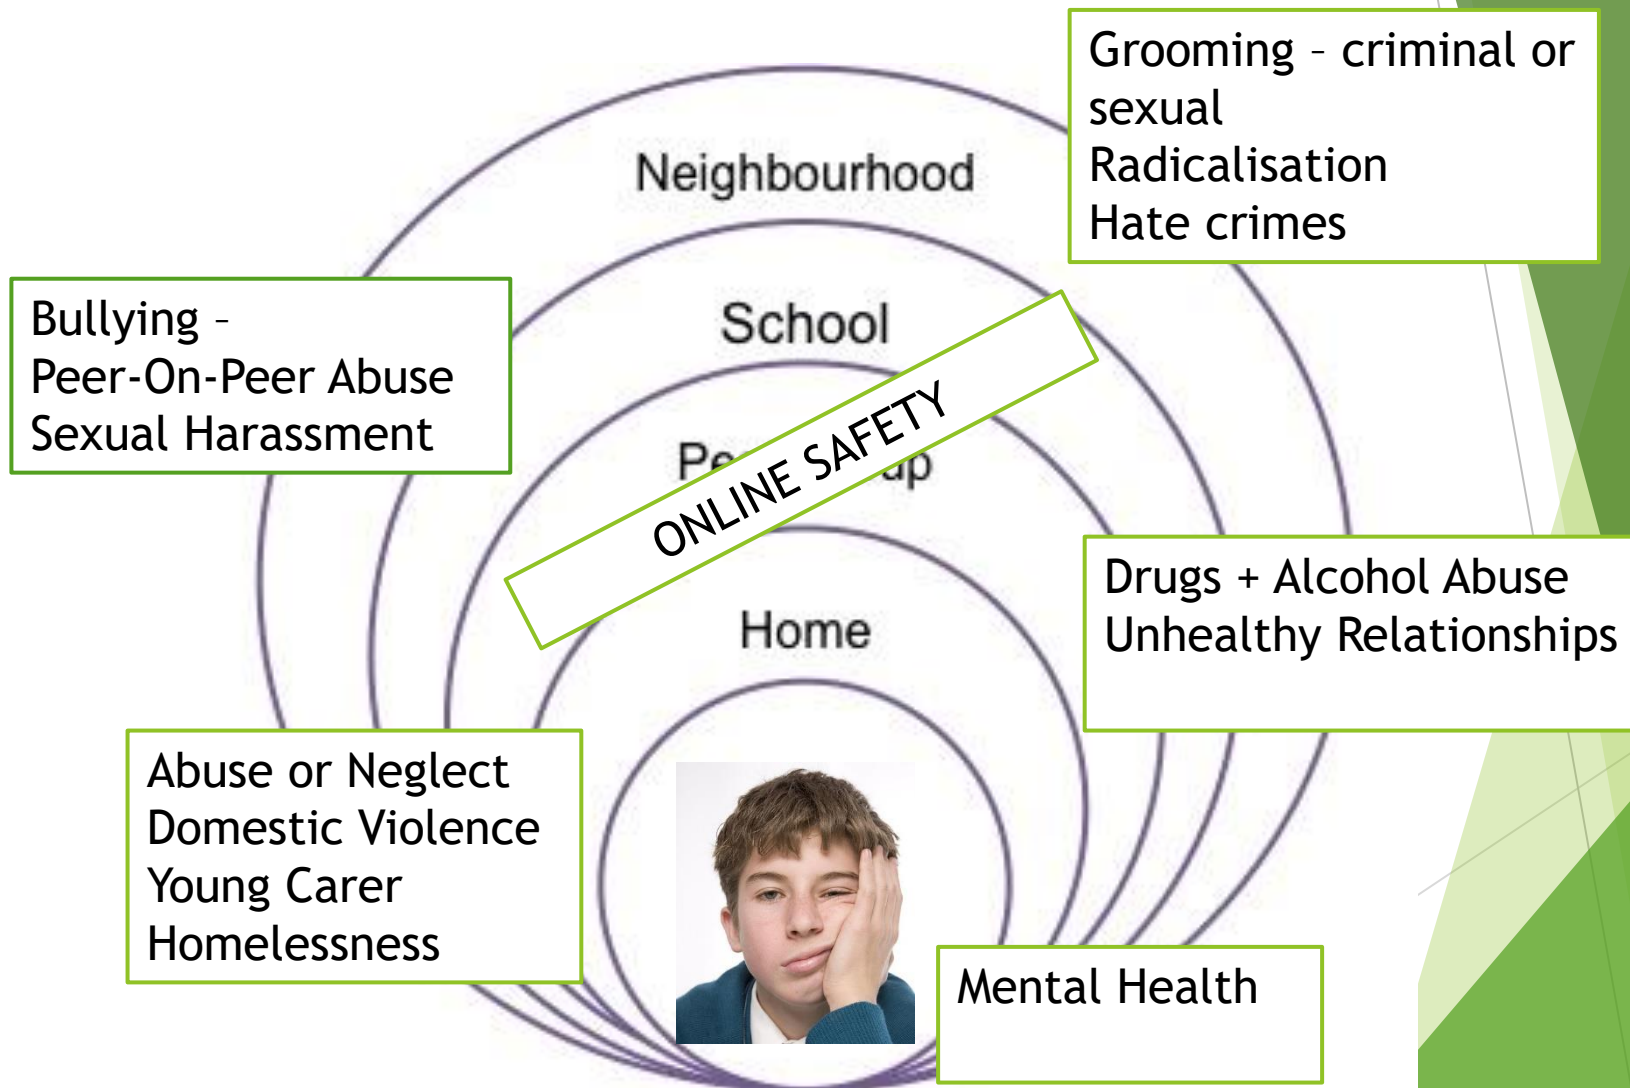 Grooming – criminal or
sexual
Radicalisation
Hate crimes
Neighbourhood
Bullying –
Peer-On-Peer Abuse
Sexual Harassment
School
ONLINE SAFETY
Drugs + Alcohol Abuse
Unhealthy Relationships
Home
Abuse or Neglect
Domestic Violence
Young Carer
Homelessness
Mental Health